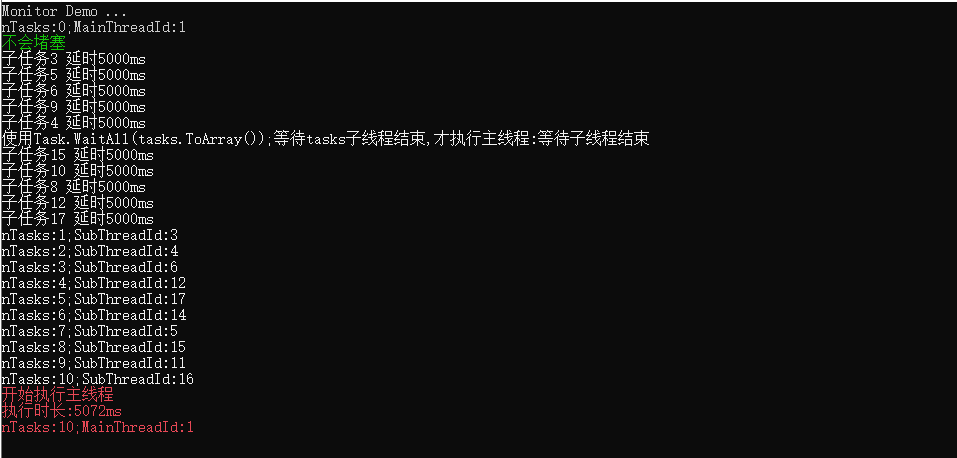 Monitor Demo ...
nTasks:0;MainThreadId:1
不会堵塞
子任务3 延时5000ms
子任务5 延时5000ms
子任务6 延时5000ms
子任务9 延时5000ms
子任务4 延时5000ms
使用Task.WaitAll(tasks.ToArray());等待tasks子线程结束,才执行主线程:等待子线程结束
子任务15 延时5000ms
子任务10 延时5000ms
子任务8 延时5000ms
子任务12 延时5000ms
子任务17 延时5000ms
nTasks:1;SubThreadId:3
nTasks:2;SubThreadId:4
nTasks:3;SubThreadId:6
nTasks:4;SubThreadId:12
nTasks:5;SubThreadId:17
nTasks:6;SubThreadId:14
nTasks:7;SubThreadId:5
nTasks:8;SubThreadId:15
nTasks:9;SubThreadId:11
nTasks:10;SubThreadId:16
开始执行主线程
执行时长:5072ms
nTasks:10;MainThreadId:1